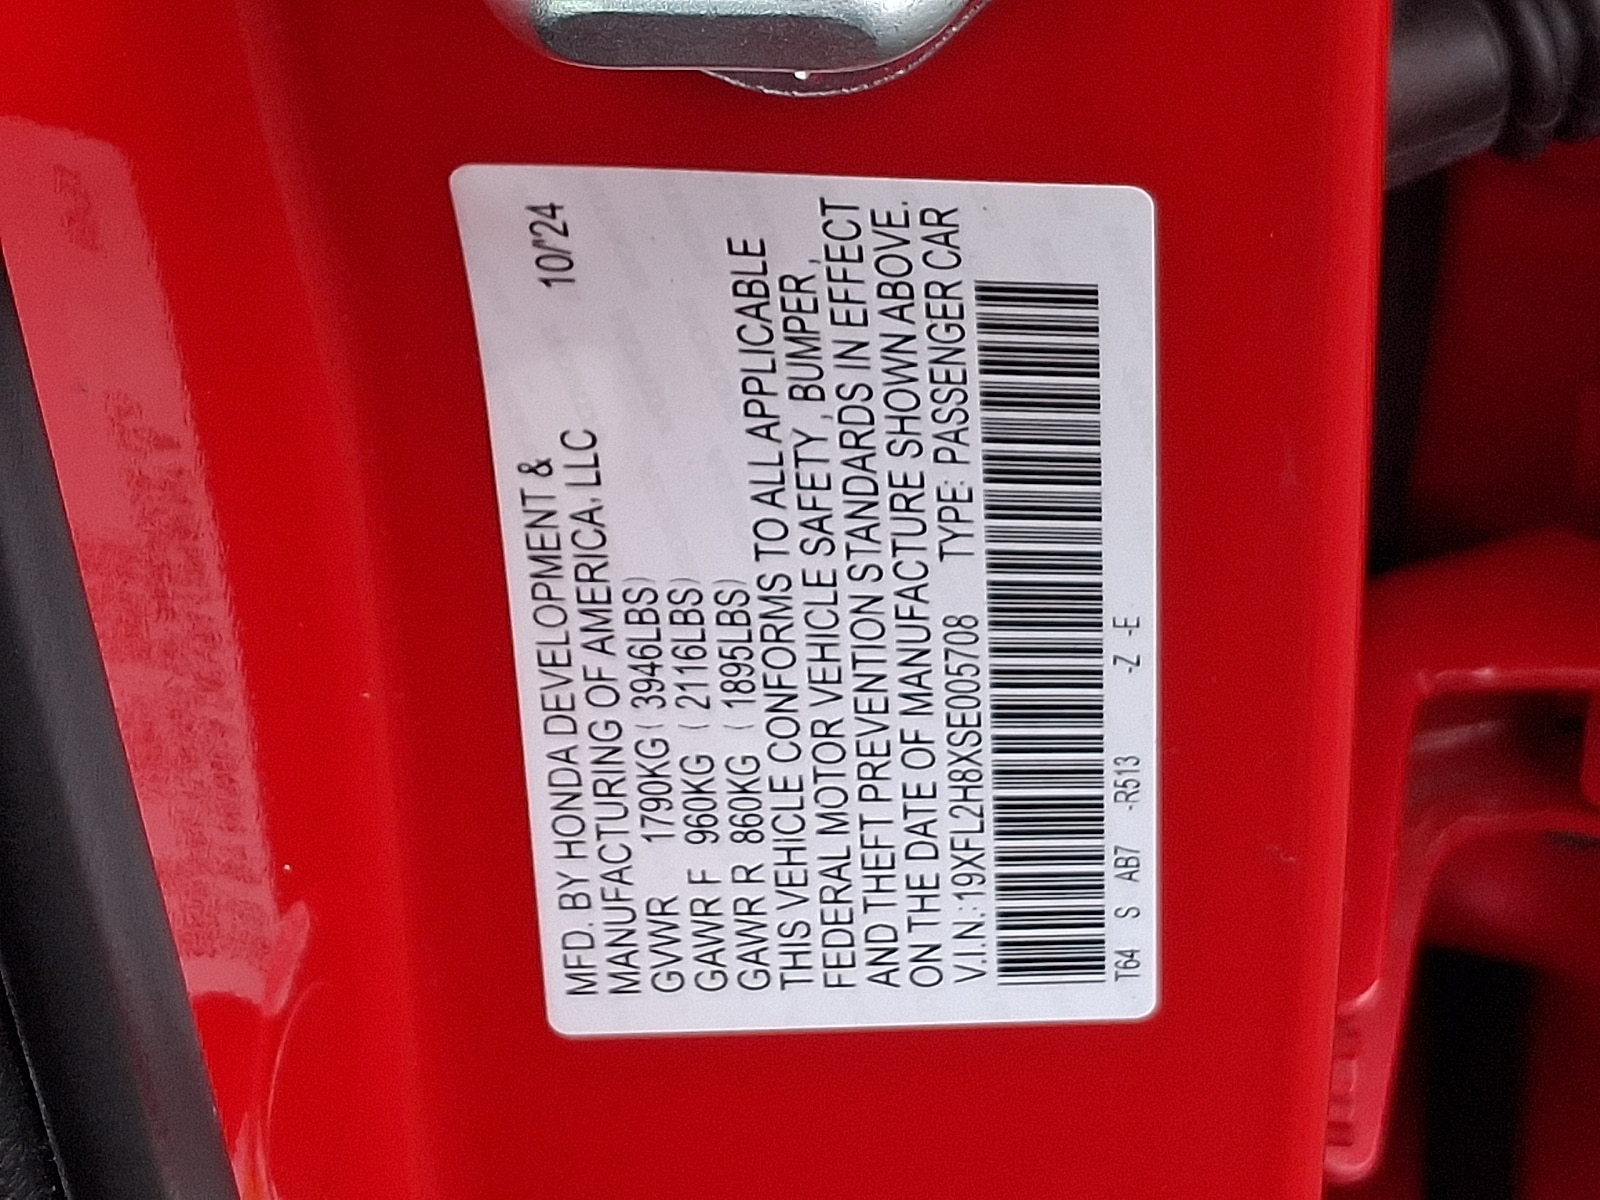 MFD. BY HONDA DEVELOPMENT &
MANUFACTURING OF AMERICA, LLC 10/'24
GVWR 1790KG ( 3946LBS)
GAWR F 960KG ( 2116LBS)
GAWR R 860KG ( 1895LBS)
THIS VEHICLE CONFORMS TO ALL APPLICABLE
FEDERAL MOTOR VEHICLE SAFETY , BUMPER ,
AND THEFT PREVENTION STANDARDS IN EFFECT
ON THE DATE OF MANUFACTURE SHOWN ABOVE.
V.I.N.:19XFL2H8XSE005708 TYPE: PASSENGER CAR
T64 S AB7 -R513 -Z -E